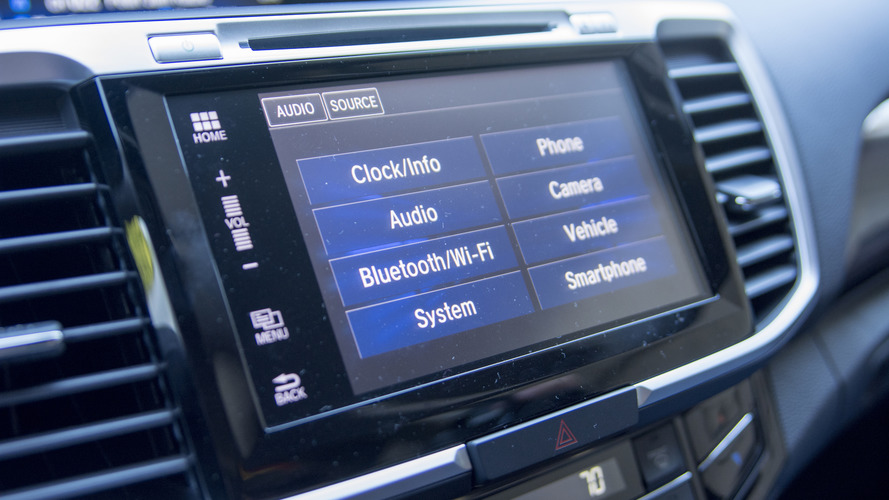 AUDIO SOURCE
HOME
+
VOL
-
MENU
BACK
Clock/Info
Phone
Audio
Camera
Bluetooth/Wi-Fi
Vehicle
System
Smartphone
70